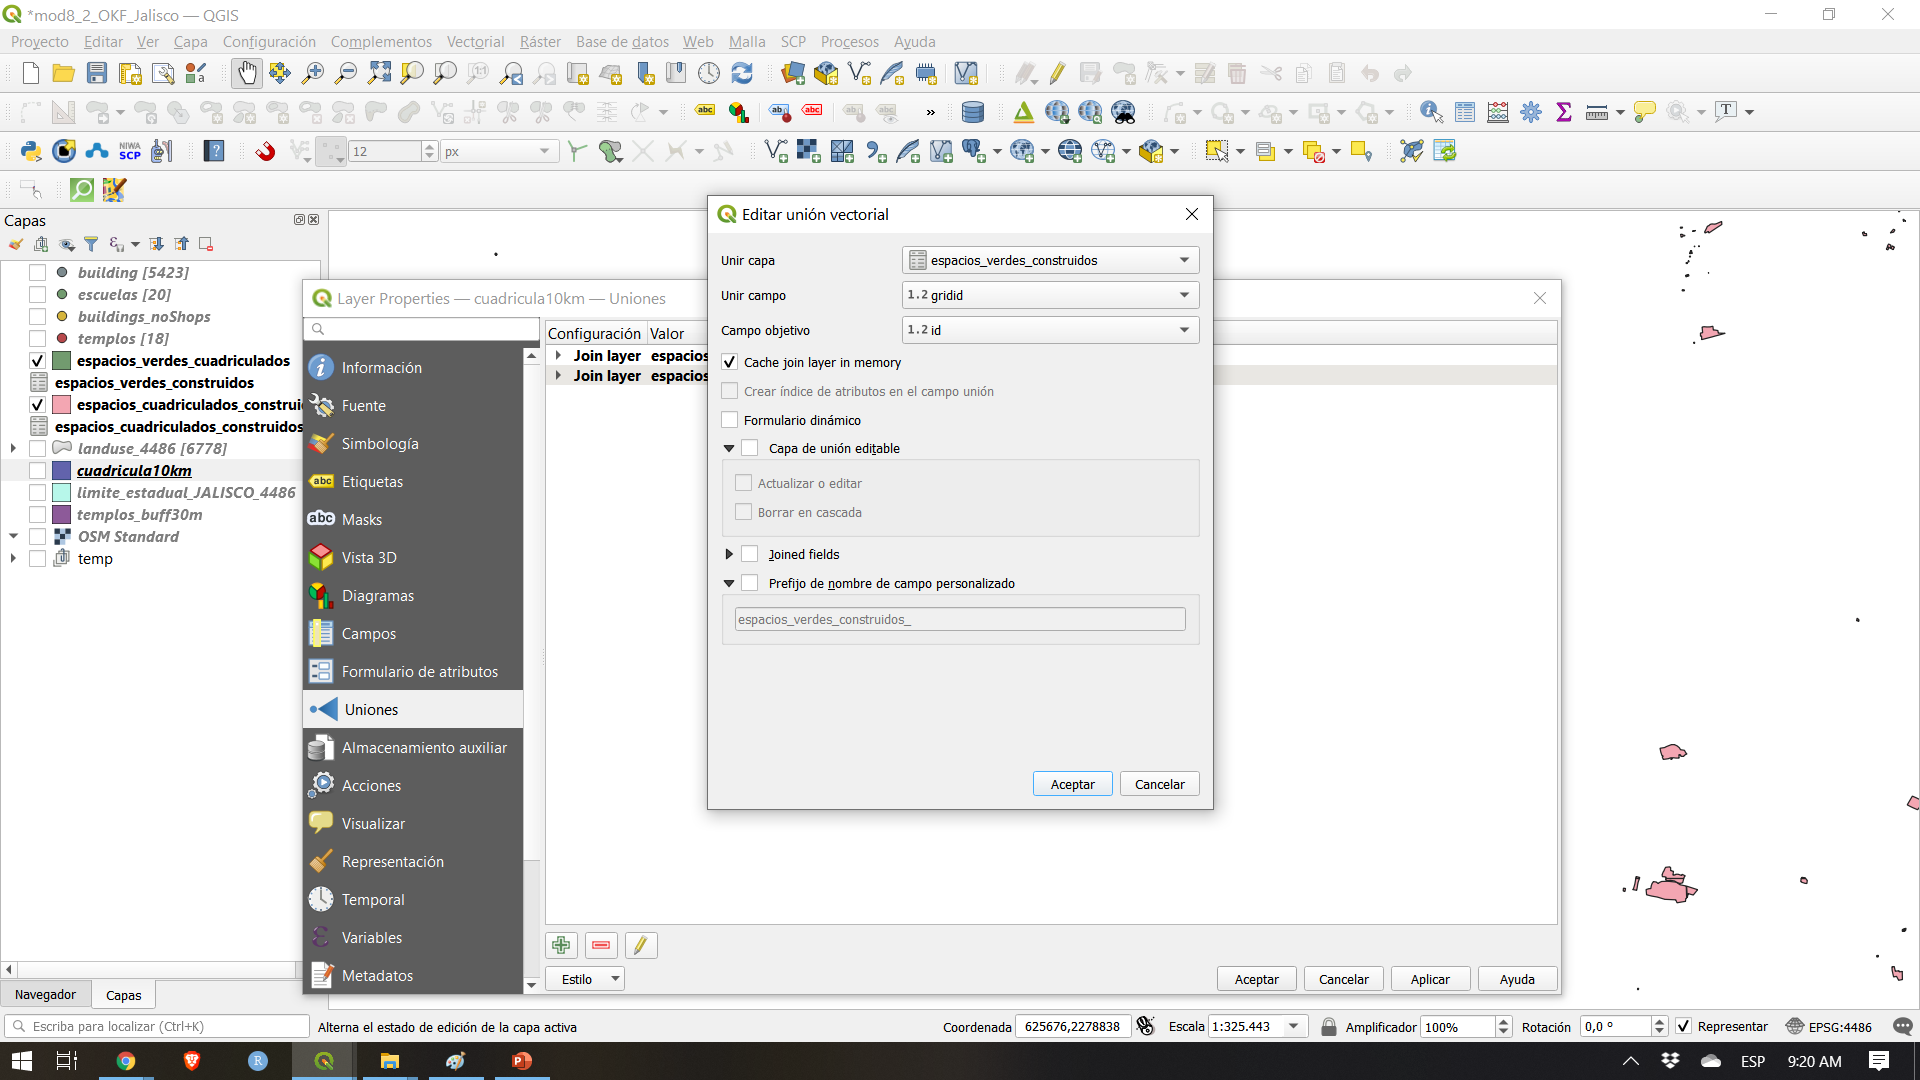 *mod8_2_OKF_Jalisco — QGIS
Proyecto Editar Ver Capa Configuración Complementos Vectorial Ráster Base de datos Web Malla SCP Procesos Ayuda
abc abc abc »
NIWA SCP 12 px
Capas
building [5423]
escuelas [20]
buildings_noShops
templos [18]
espacios_verdes_cuadriculados
espacios_verdes_construidos
espacios_cuadriculados_construi
espacios_cuadriculados_construidos
landuse_4486 [6778]
cuadricula10km
limite_estadual_JALISCO_4486
templos_buff30m
OSM Standard
temp
Navegador Capas
Layer Properties — cuadricula10km — Uniones
Información
Fuente
Simbología
abc Etiquetas
abc Masks
Vista 3D
Diagramas
Campos
Formulario de atributos
Uniones
Almacenamiento auxiliar
Acciones
Visualizar
Representación
Temporal
Variables
Metadatos
Configuración Valor
Join layer espacios
Join layer espacios
Estilo
Aceptar Cancelar Aplicar Ayuda
Editar unión vectorial
Unir capa espacios_verdes_construidos
Unir campo 1.2 gridid
Campo objetivo 1.2 id
Cache join layer in memory
Crear índice de atributos en el campo unión
Formulario dinámico
Capa de unión editable
Actualizar o editar
Borrar en cascada
Joined fields
Prefijo de nombre de campo personalizado
espacios_verdes_construidos_
Aceptar Cancelar
Escriba para localizar (Ctrl+K) Alterna el estado de edición de la capa activa Coordenada 625676,2278838 Escala 1:325.443 Amplificador 100% Rotación 0,0 ° Representar EPSG:4486
ESP 9:20 AM